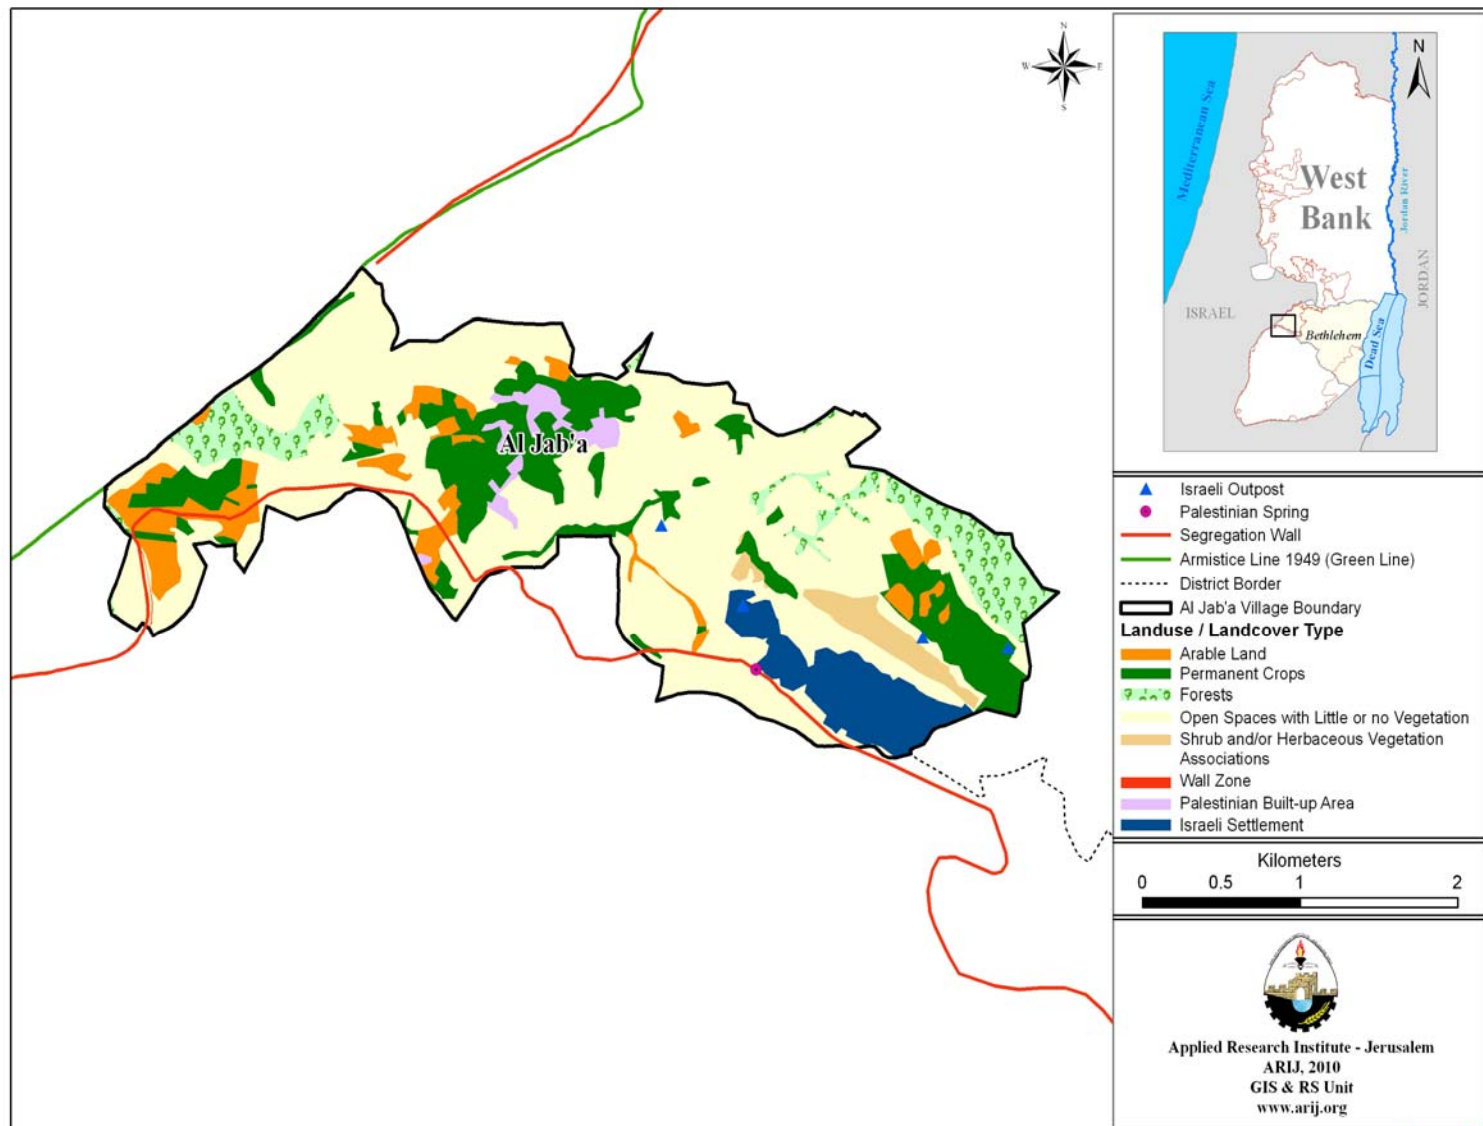 N
W
E
S
Al Jab'a
N
Mediterranean Sea
West
Bank
Jordan River
JORDAN
ISRAEL
Bethlehem
Dead Sea
Israeli Outpost
Palestinian Spring
Segregation Wall
Armistice Line 1949 (Green Line)
District Border
Al Jab'a Village Boundary
Landuse / Landcover Type
Arable Land
Permanent Crops
Forests
Open Spaces with Little or no Vegetation
Shrub and/or Herbaceous Vegetation
Associations
Wall Zone
Palestinian Built-up Area
Israeli Settlement
Kilometers
0 0.5 1 2
Applied Research Institute - Jerusalem
ARIJ, 2010
GIS & RS Unit
www.arij.org